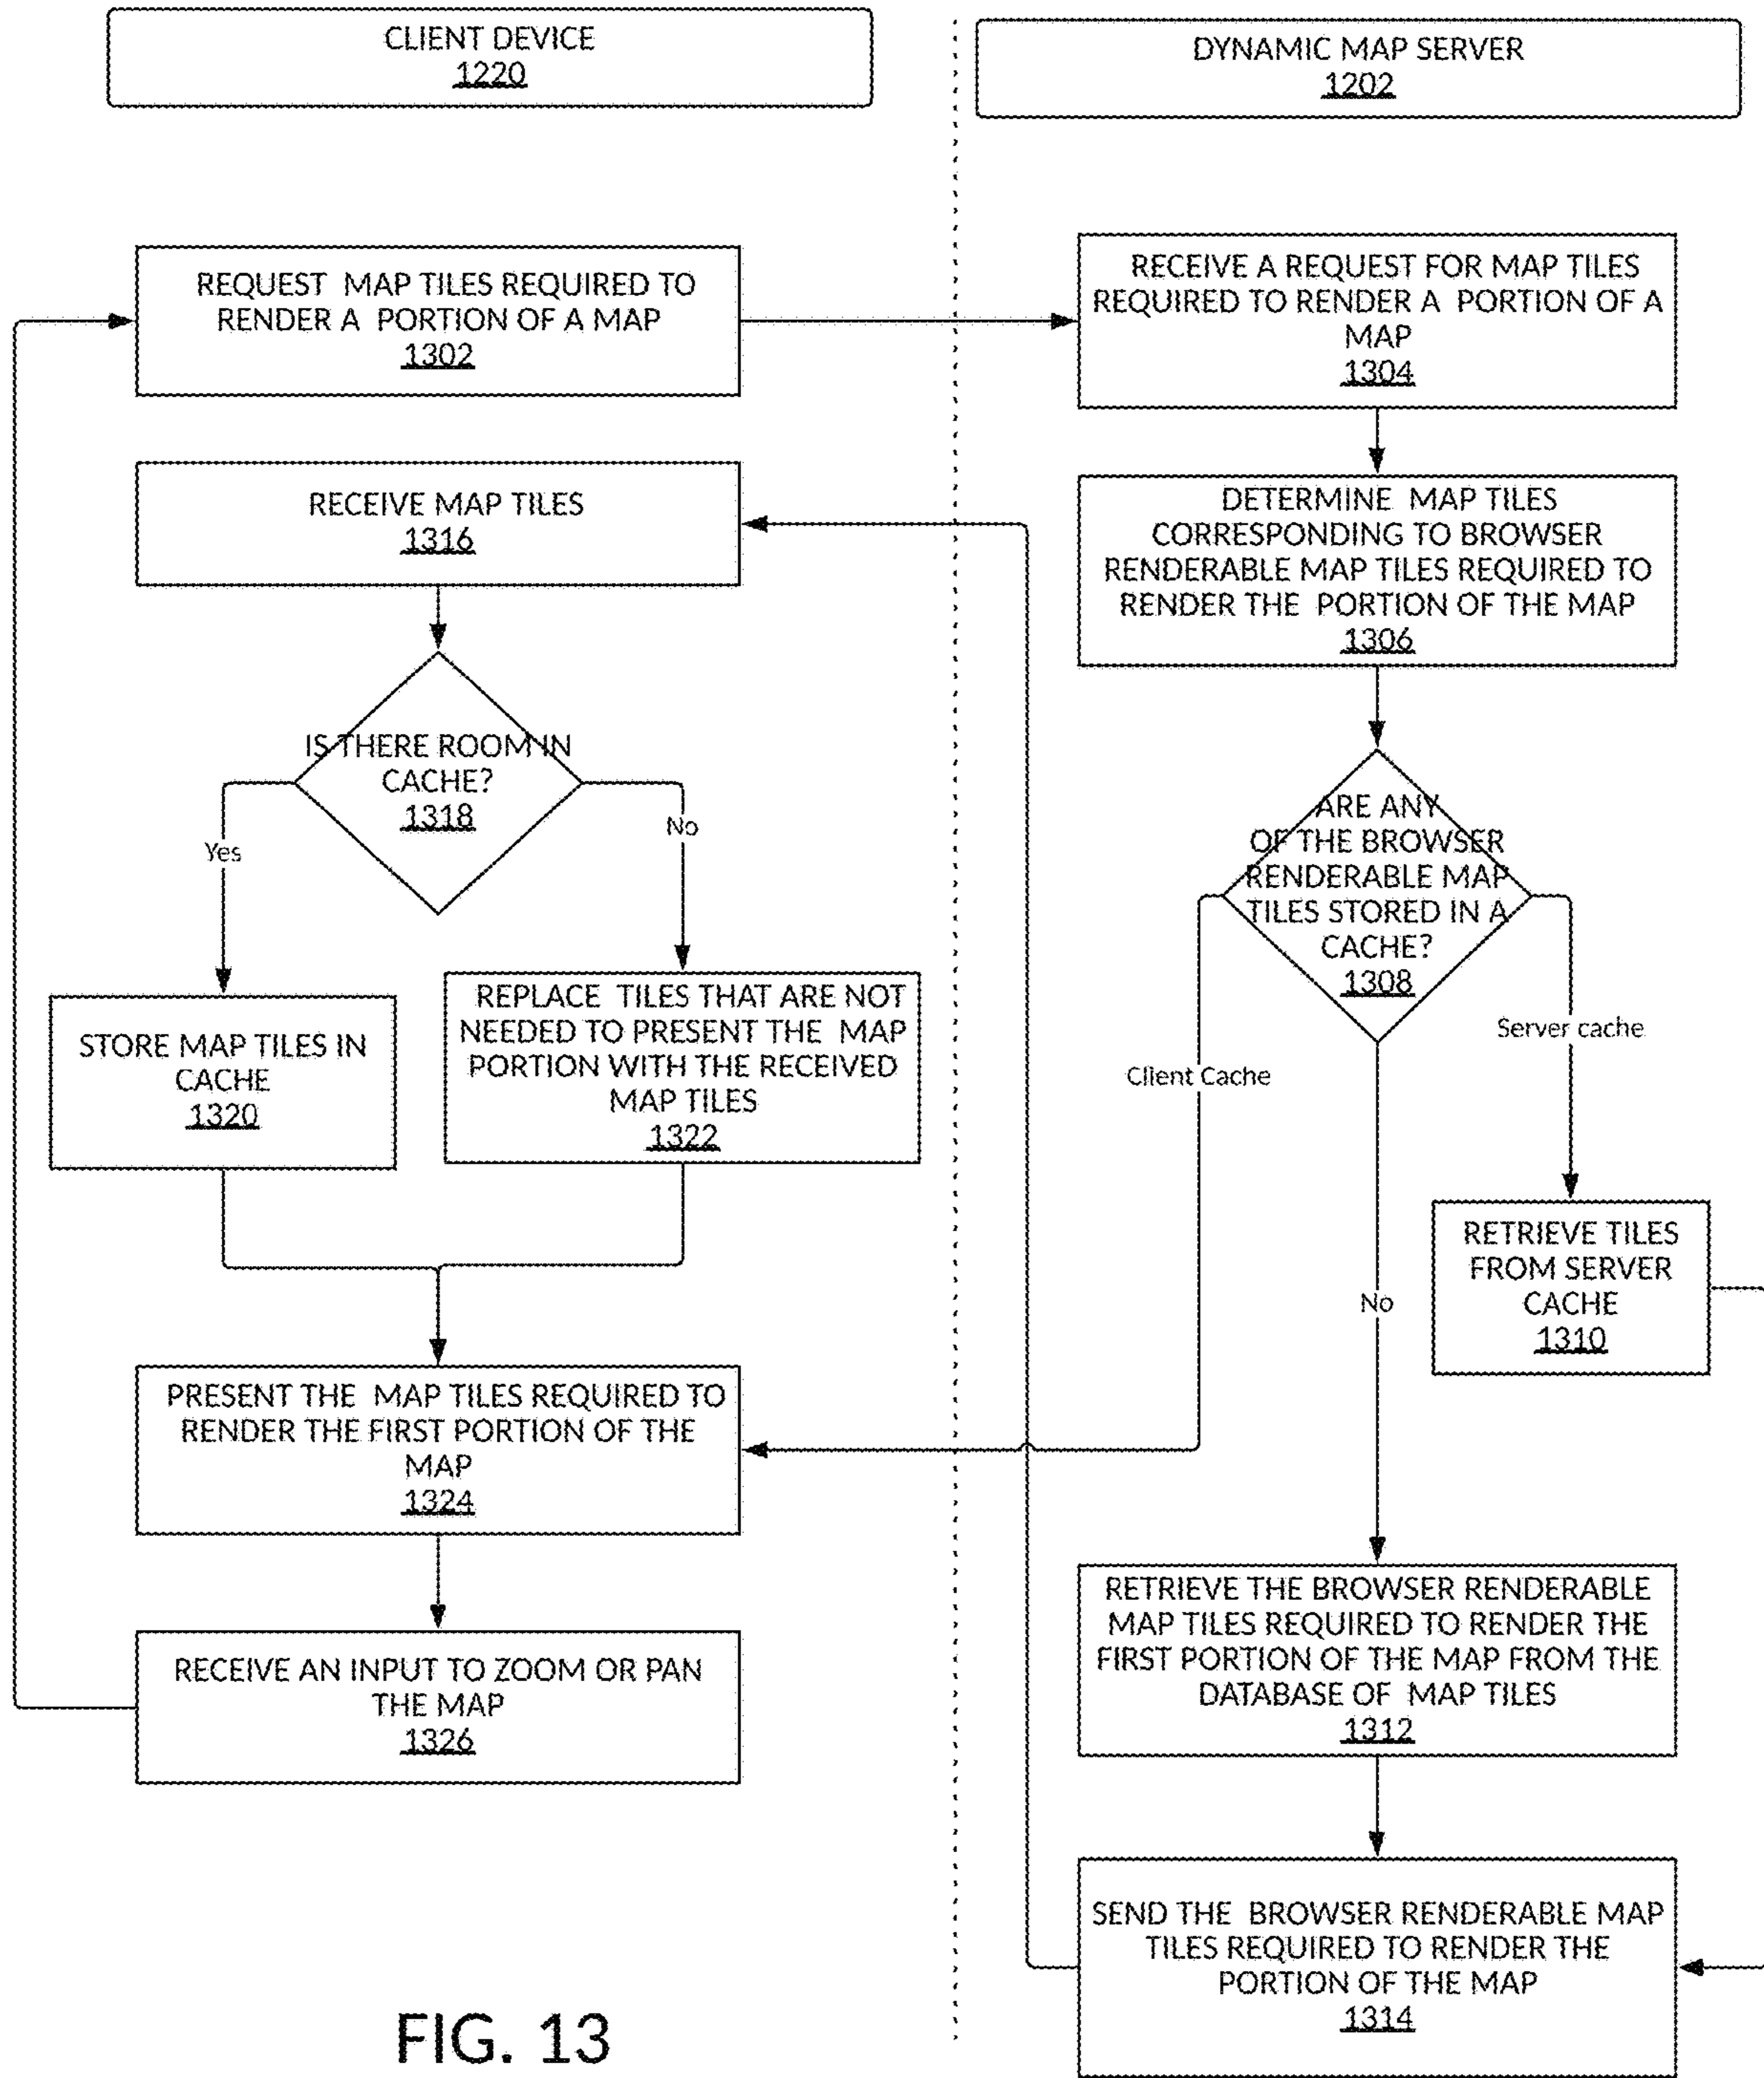 CLIENT DEVICE
1220
DYNAMIC MAP SERVER
1202
REQUEST MAP TILES REQUIRED TO
RENDER A PORTION OF A MAP
1302
RECEIVE A REQUEST FOR MAP TILES
REQUIRED TO RENDER A PORTION OF A
MAP
1304
RECEIVE MAP TILES
1316
DETERMINE MAP TILES
CORRESPONDING TO BROWSER
RENDERABLE MAP TILES REQUIRED TO
RENDER THE PORTION OF THE MAP
1306
IS THERE ROOM IN
CACHE?
1318
Yes
No
ARE ANY
OF THE BROWSER
RENDERABLE MAP
TILES STORED IN A
CACHE?
1308
Client Cache
Server cache
No
STORE MAP TILES IN
CACHE
1320
REPLACE TILES THAT ARE NOT
NEEDED TO PRESENT THE MAP
PORTION WITH THE RECEIVED
MAP TILES
1322
RETRIEVE TILES
FROM SERVER
CACHE
1310
PRESENT THE MAP TILES REQUIRED TO
RENDER THE FIRST PORTION OF THE
MAP
1324
RETRIEVE THE BROWSER RENDERABLE
MAP TILES REQUIRED TO RENDER THE
FIRST PORTION OF THE MAP FROM THE
DATABASE OF MAP TILES
1312
RECEIVE AN INPUT TO ZOOM OR PAN
THE MAP
1326
SEND THE BROWSER RENDERABLE MAP
TILES REQUIRED TO RENDER THE
PORTION OF THE MAP
1314
FIG. 13